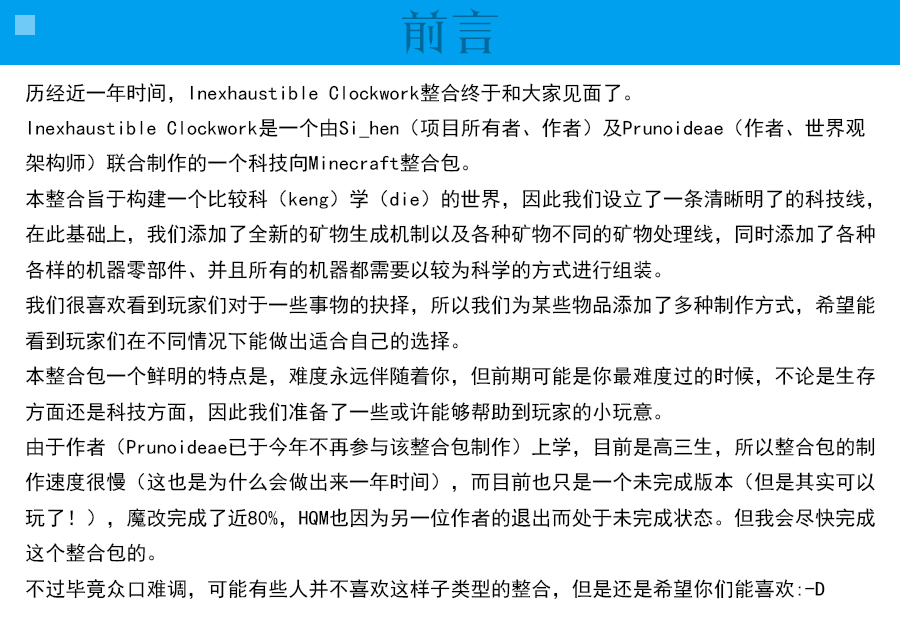 前言
历经近一年时间，Inexhaustible Clockwork整合终于和大家见面了。
Inexhaustible Clockwork是一个由Si_hen（项目所有者、作者）及Prunoideae（作者、世界观
架构师）联合制作的一个科技向Minecraft整合包。
本整合旨于构建一个比较科（keng）学（die）的世界，因此我们设立了一条清晰明了的科技线，
在此基础上，我们添加了全新的矿物生成机制以及各种矿物不同的矿物处理线，同时添加了各种
各样的机器零部件、并且所有的机器都需要以较为科学的方式进行组装。
我们很喜欢看到玩家们对于一些事物的抉择，所以我们为某些物品添加了多种制作方式，希望能
看到玩家们在不同情况下能做出适合自己的选择。
本整合包一个鲜明的特点是，难度永远伴随着你，但前期可能是你最难度过的时候，不论是生存
方面还是科技方面，因此我们准备了一些或许能够帮助到玩家的小玩意。
由于作者（Prunoideae已于今年不再参与该整合包制作）上学，目前是高三生，所以整合包的制
作速度很慢（这也是为什么会做出来一年时间），而目前也只是一个未完成版本（但是其实可以
玩了！），魔改完成了近80%，HQM也因为另一位作者的退出而处于未完成状态。但我会尽快完成
这个整合包的。
不过毕竟众口难调，可能有些人并不喜欢这样子类型的整合，但是还是希望你们能喜欢:-D